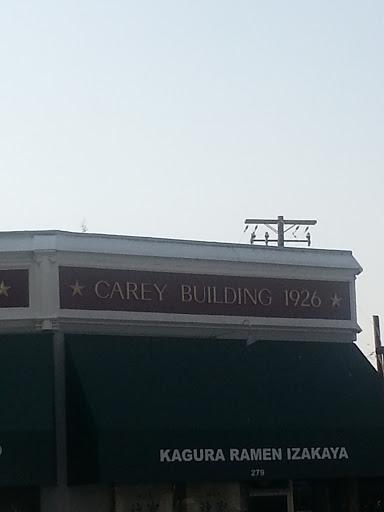 CAREY BUILDING 1926
KAGURA RAMEN IZAKAYA
279